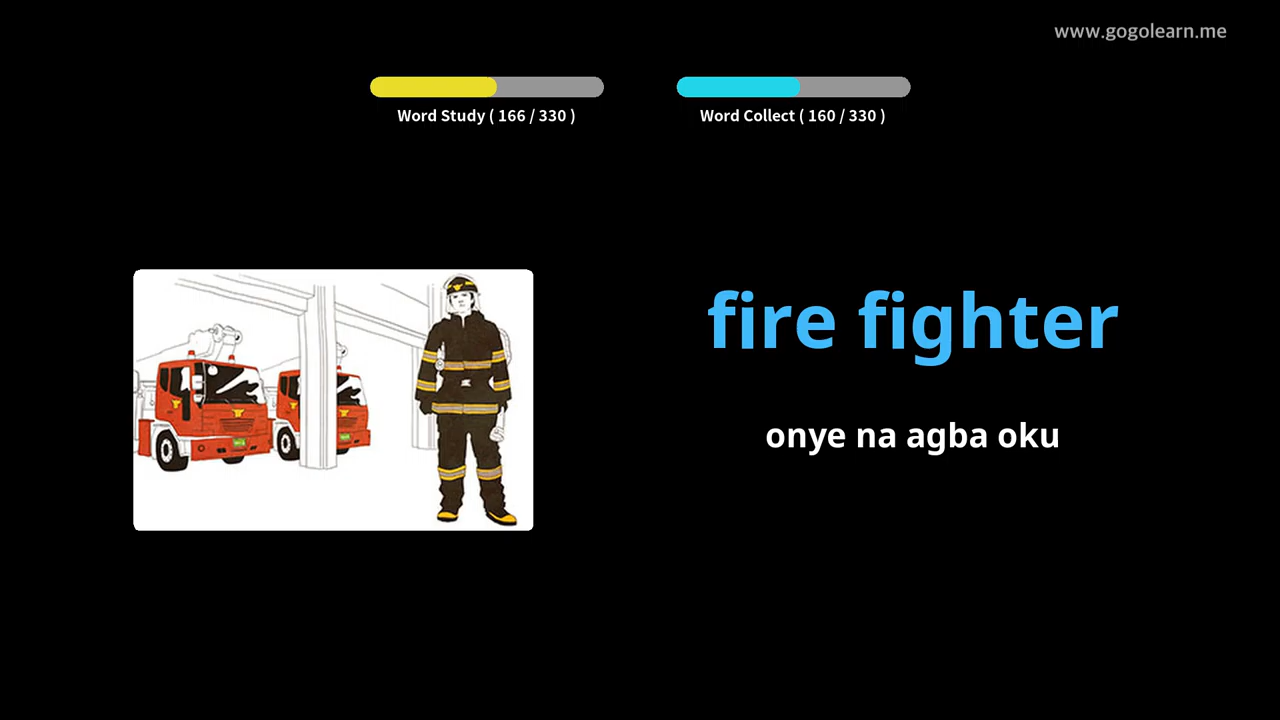 www.gogolearn.me
Word Study ( 166 / 330 )
Word Collect ( 160 / 330 )
fire fighter
onye na agba oku